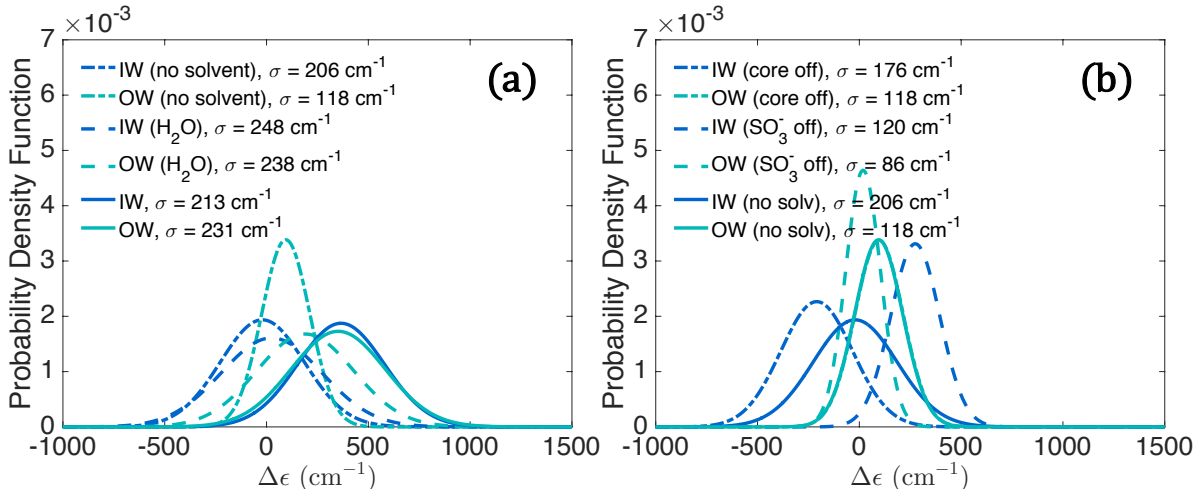 ×10⁻³
(a)
Probability Density Function
7
6
5
4
3
2
1
0
IW (no solvent), σ = 206 cm⁻¹
OW (no solvent), σ = 118 cm⁻¹
IW (H₂O), σ = 248 cm⁻¹
OW (H₂O), σ = 238 cm⁻¹
IW, σ = 213 cm⁻¹
OW, σ = 231 cm⁻¹
-1000 -500 0 500 1000 1500
Δϵ (cm⁻¹)
×10⁻³
(b)
Probability Density Function
7
6
5
4
3
2
1
0
IW (core off), σ = 176 cm⁻¹
OW (core off), σ = 118 cm⁻¹
IW (SO₃⁻ off), σ = 120 cm⁻¹
OW (SO₃⁻ off), σ = 86 cm⁻¹
IW (no solv), σ = 206 cm⁻¹
OW (no solv), σ = 118 cm⁻¹
-1000 -500 0 500 1000 1500
Δϵ (cm⁻¹)